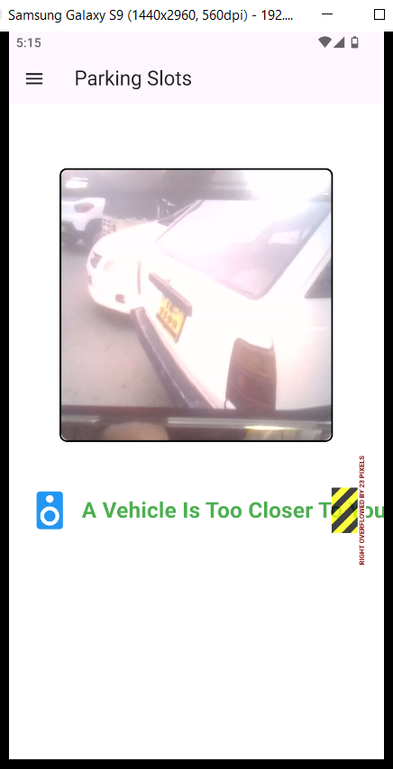 Samsung Galaxy S9 (1440x2960, 560dpi) - 192....
5:15
Parking Slots
A Vehicle Is Too Closer
RIGHT OVERFLOWED BY 23 PIXELS